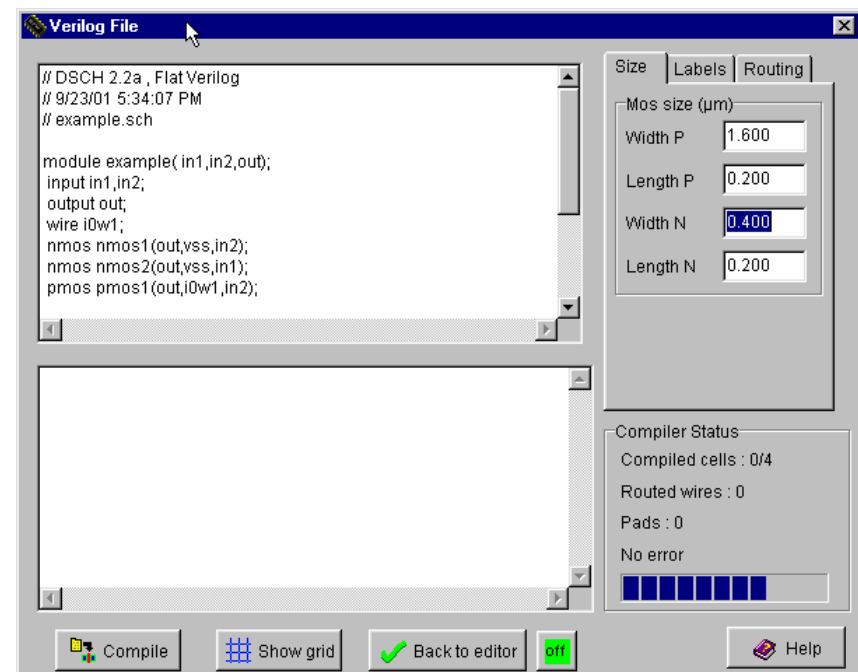 Verilog File
// DSCH 2.2a , Flat Verilog
// 9/23/01 5:34:07 PM
// example.sch
module example( in1,in2,out);
input in1,in2;
output out;
wire i0w1;
nmos nmos1(out,vss,in2);
nmos nmos2(out,vss,in1);
pmos pmos1(out,i0w1,in2);
Size Labels Routing
Mos size (µm)
Width P 1.600
Length P 0.200
Width N 0.400
Length N 0.200
Compiler Status
Compiled cells : 0/4
Routed wires : 0
Pads : 0
No error
Compile Show grid Back to editor off Help